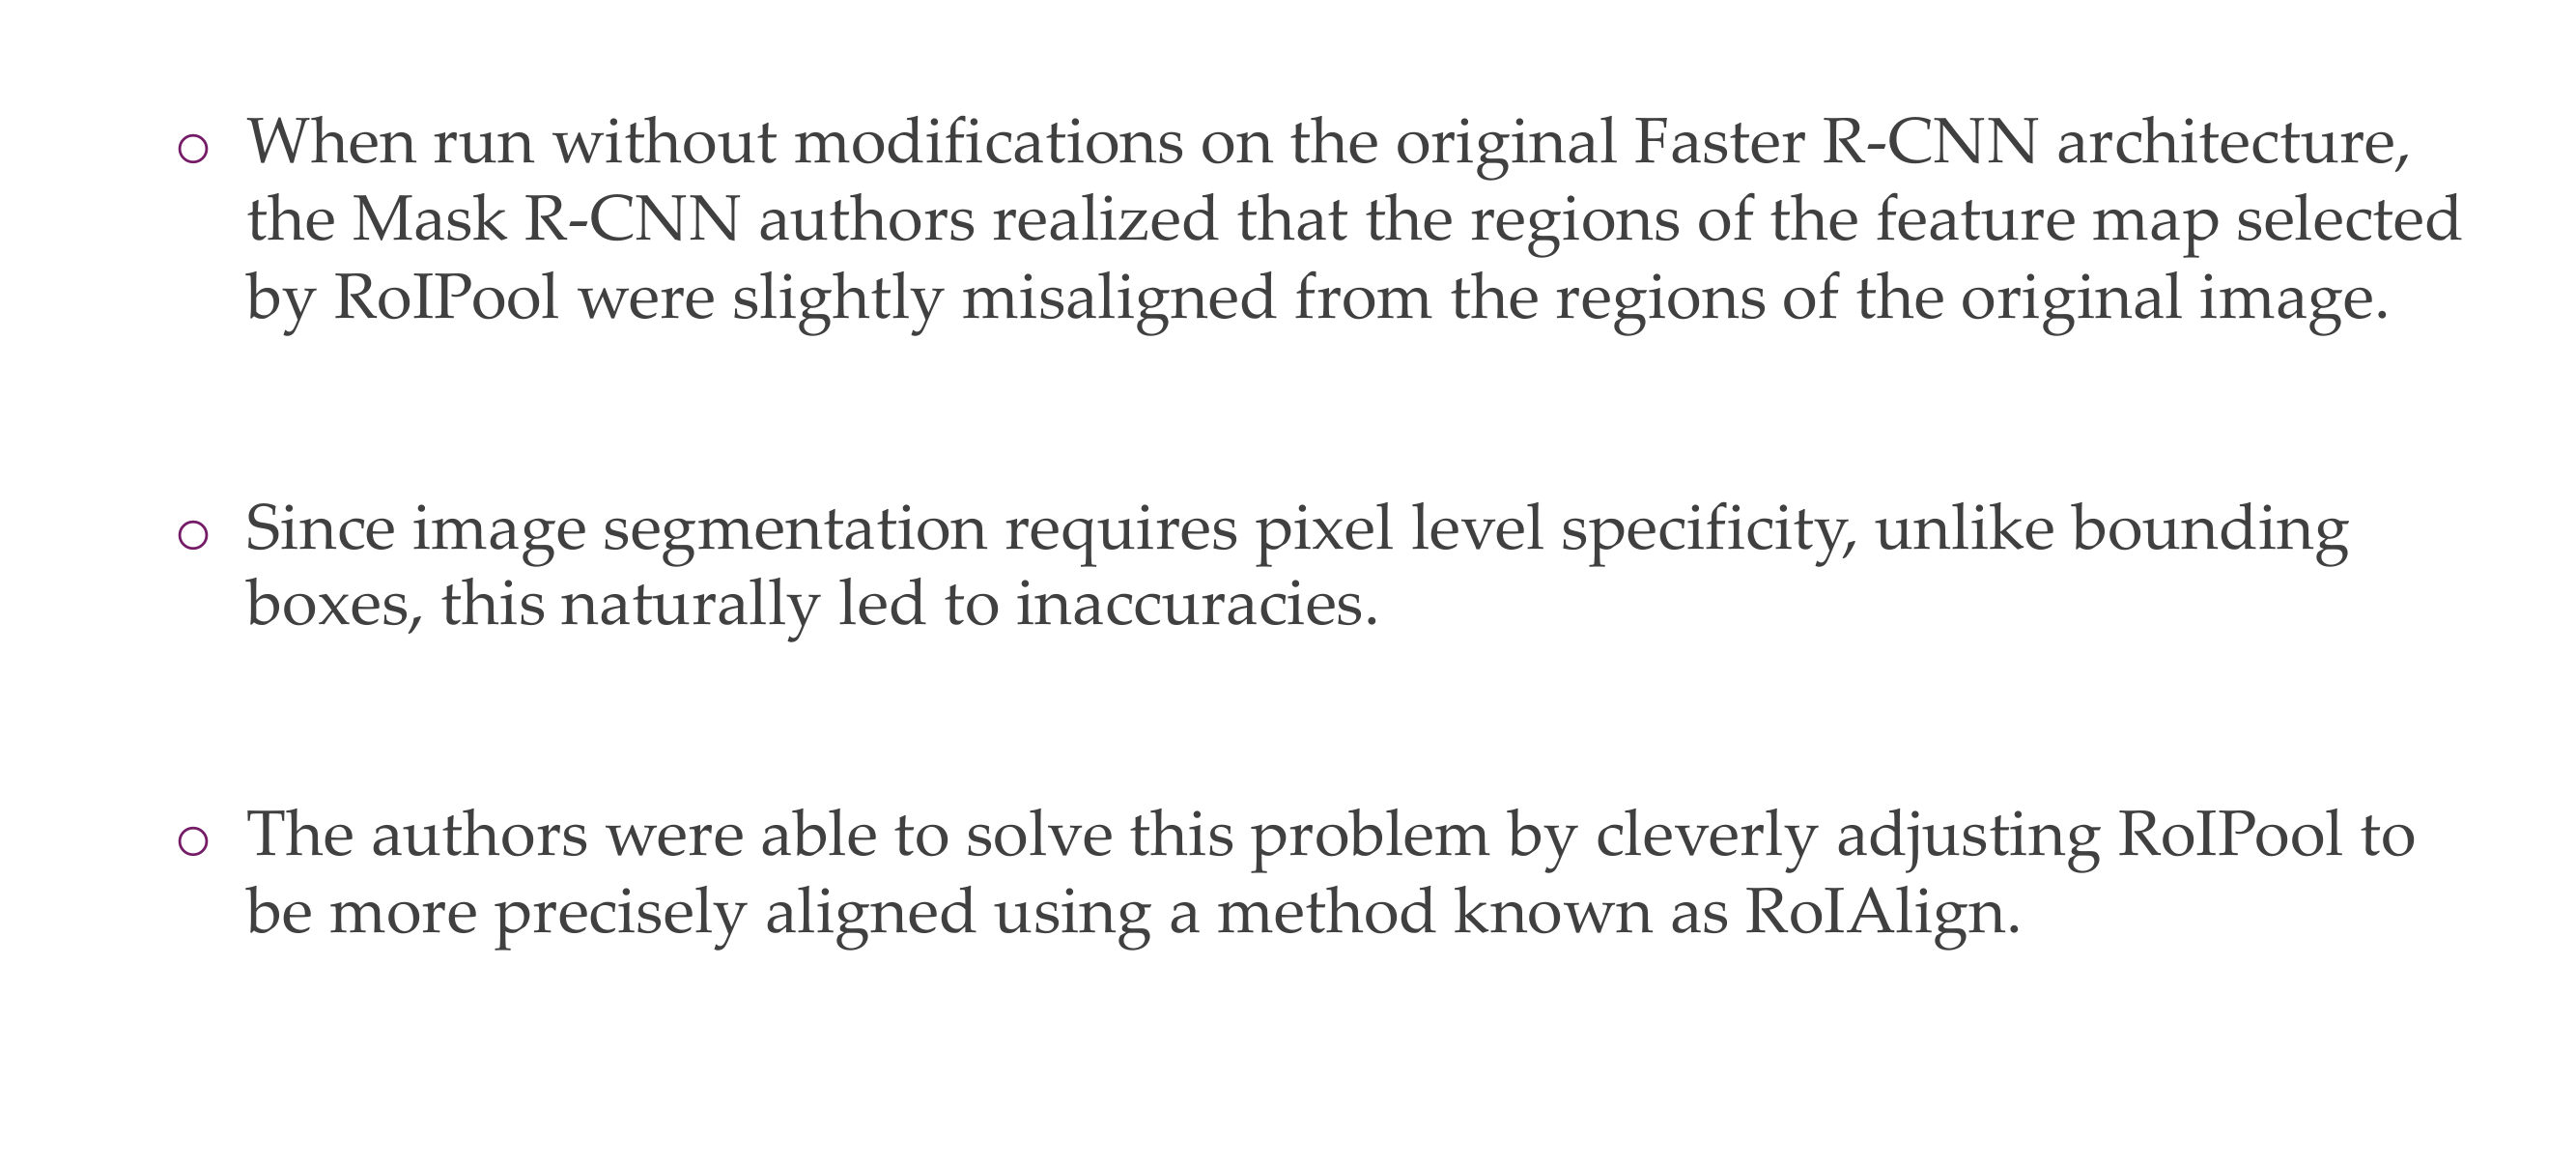 ○ When run without modifications on the original Faster R-CNN architecture,
the Mask R-CNN authors realized that the regions of the feature map selected
by RoIPool were slightly misaligned from the regions of the original image.
○ Since image segmentation requires pixel level specificity, unlike bounding
boxes, this naturally led to inaccuracies.
○ The authors were able to solve this problem by cleverly adjusting RoIPool to
be more precisely aligned using a method known as RoIAlign.